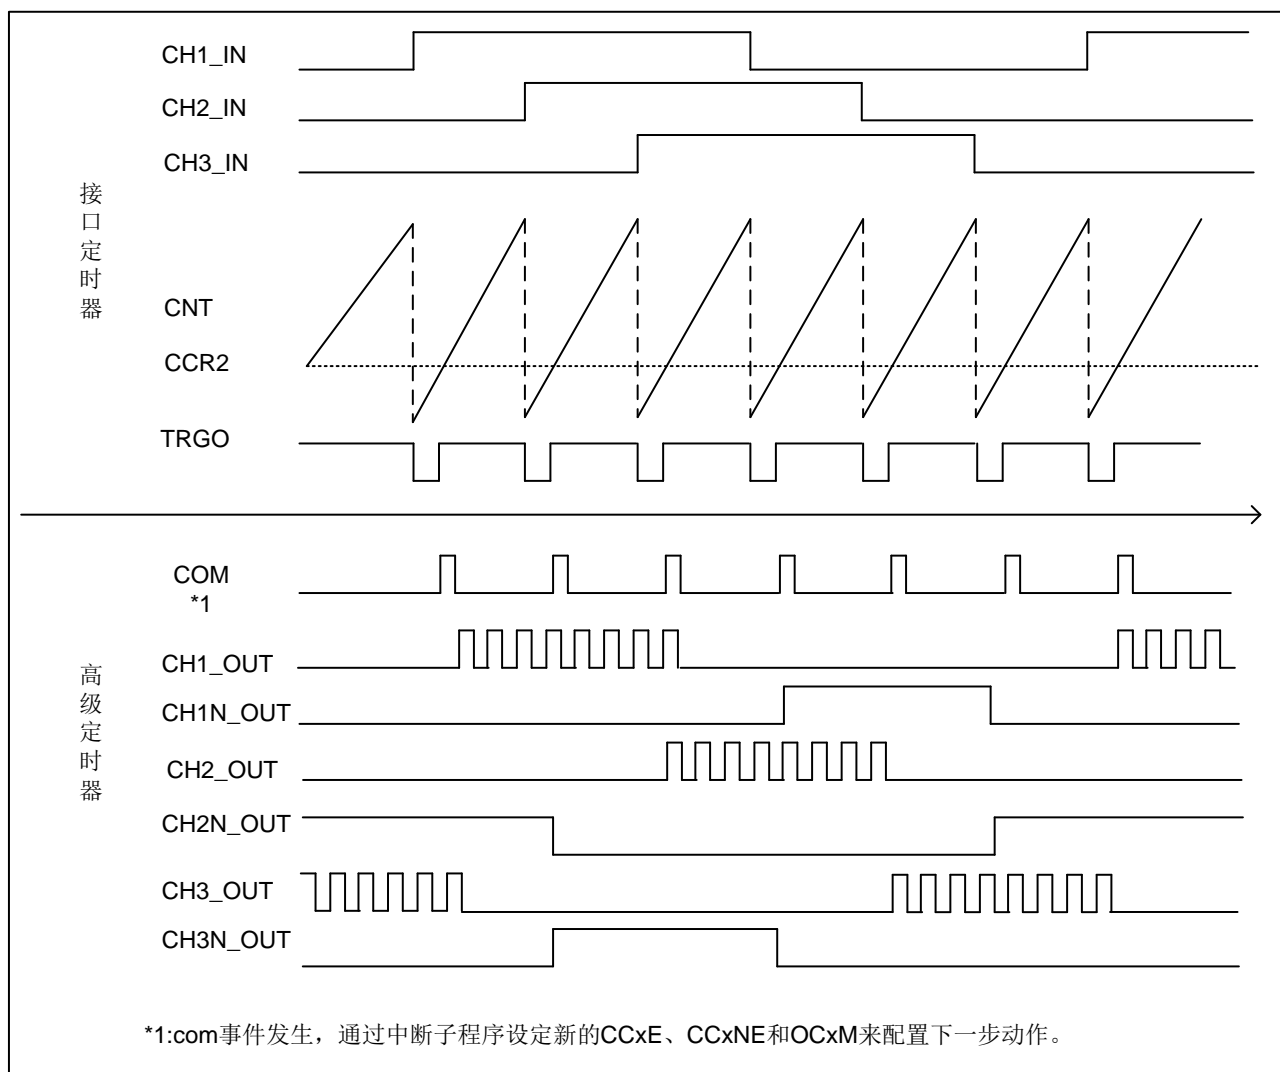 CH1_IN
CH2_IN
CH3_IN
接口定时器
CNT
CCR2
TRGO
COM
*1
CH1_OUT
高级定时器
CH1N_OUT
CH2_OUT
CH2N_OUT
CH3_OUT
CH3N_OUT
*1:com事件发生，通过中断子程序设定新的CCxE、CCxNE和OCxM来配置下一步动作。